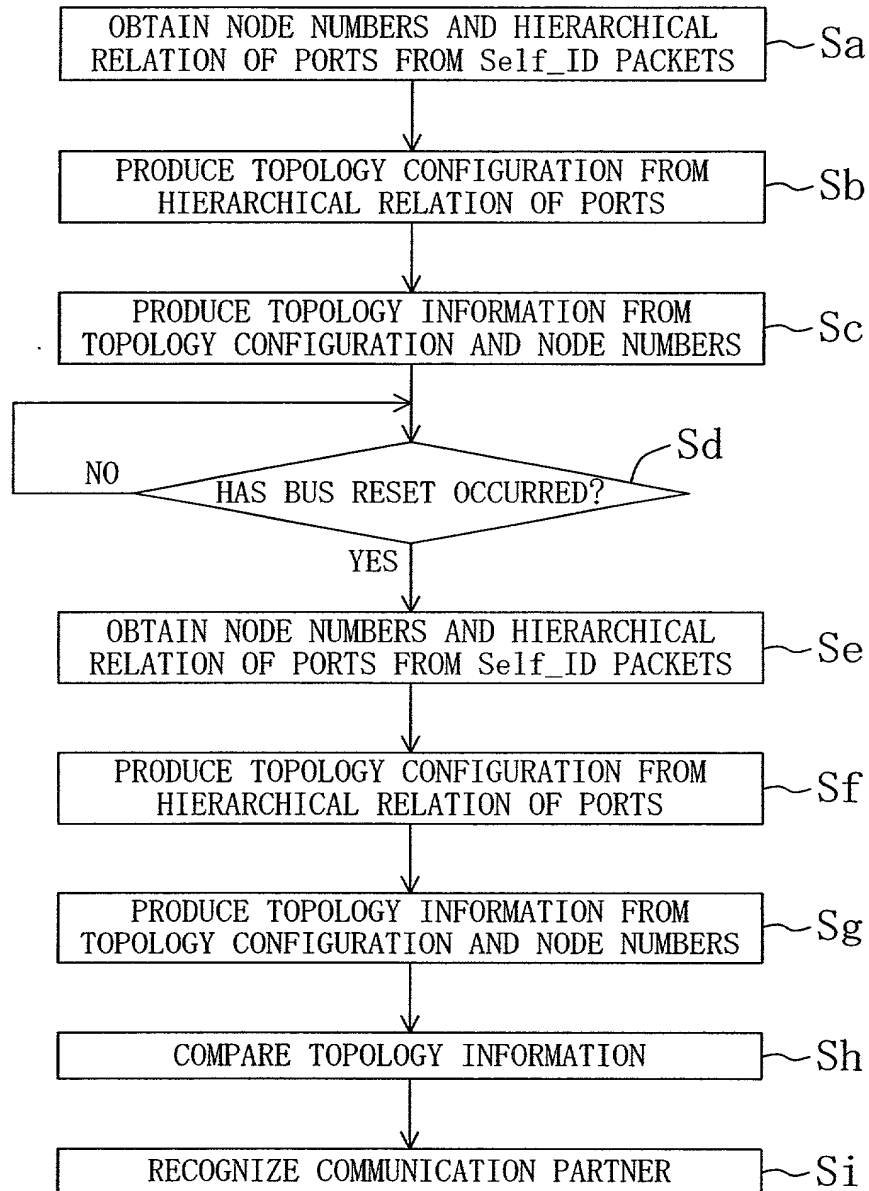 OBTAIN NODE NUMBERS AND HIERARCHICAL
RELATION OF PORTS FROM Self_ID PACKETS
Sa
PRODUCE TOPOLOGY CONFIGURATION FROM
HIERARCHICAL RELATION OF PORTS
Sb
PRODUCE TOPOLOGY INFORMATION FROM
TOPOLOGY CONFIGURATION AND NODE NUMBERS
Sc
Sd
NO
HAS BUS RESET OCCURRED?
YES
OBTAIN NODE NUMBERS AND HIERARCHICAL
RELATION OF PORTS FROM Self_ID PACKETS
Se
PRODUCE TOPOLOGY CONFIGURATION FROM
HIERARCHICAL RELATION OF PORTS
Sf
PRODUCE TOPOLOGY INFORMATION FROM
TOPOLOGY CONFIGURATION AND NODE NUMBERS
Sg
COMPARE TOPOLOGY INFORMATION
Sh
RECOGNIZE COMMUNICATION PARTNER
Si